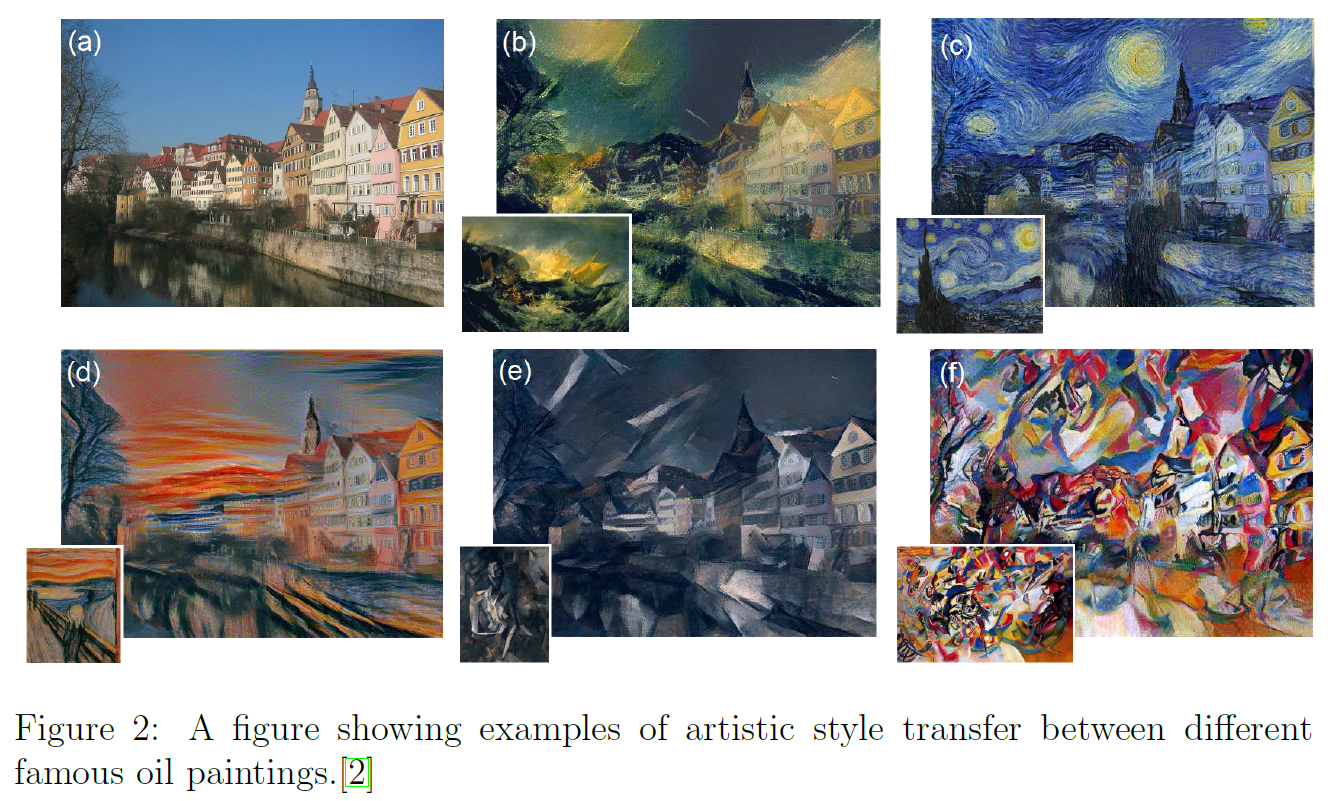 (a)
(b)
(c)
(d)
(e)
(f)
Figure 2: A figure showing examples of artistic style transfer between different
famous oil paintings.[2]